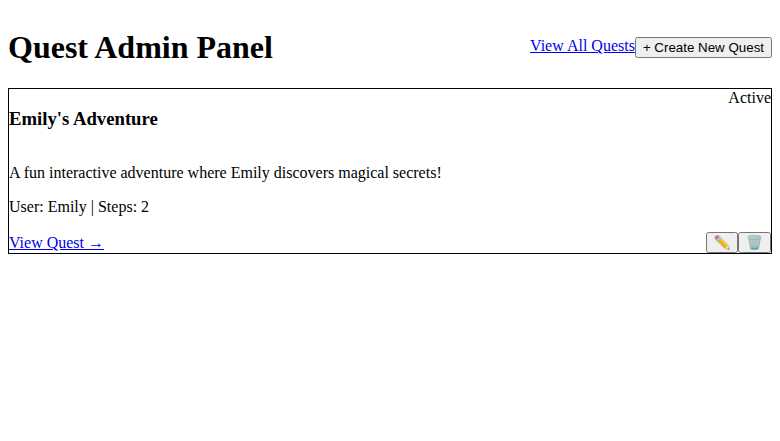 Quest Admin Panel
View All Quests
+ Create New Quest
Active
Emily's Adventure
A fun interactive adventure where Emily discovers magical secrets!
User: Emily | Steps: 2
View Quest →
✏️ 🗑️